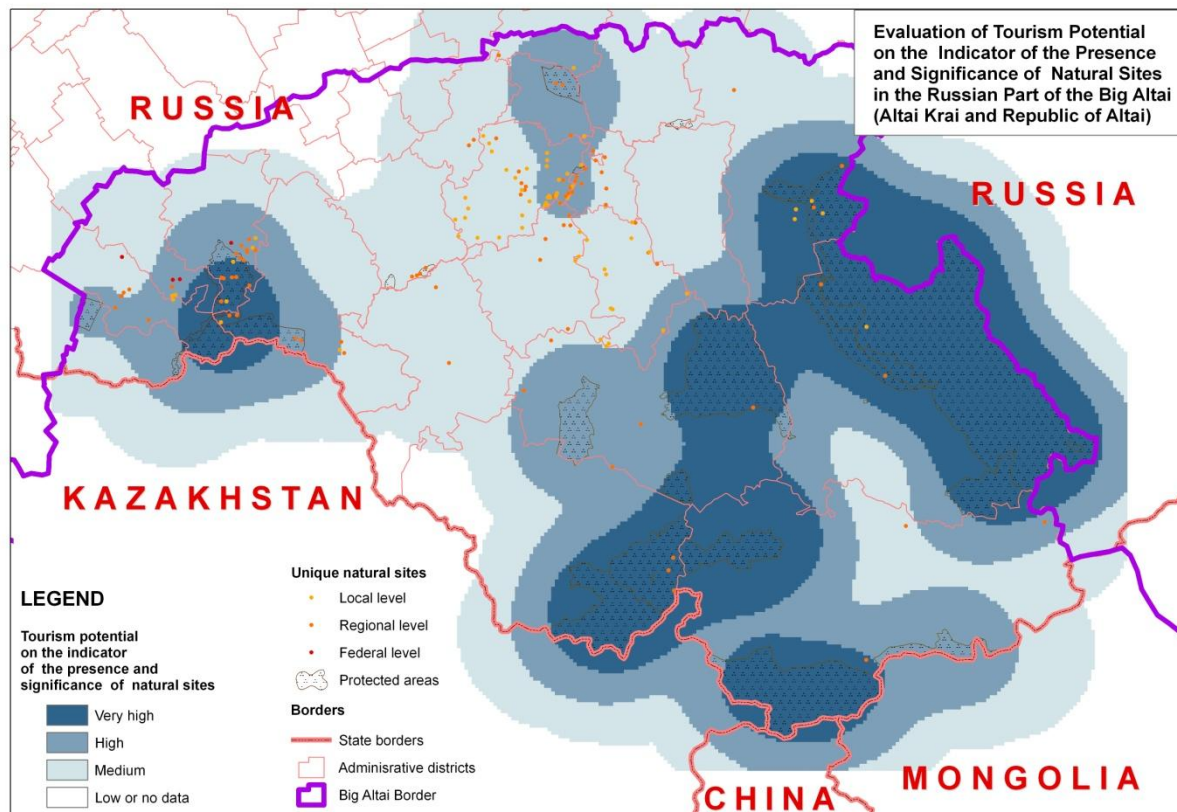 Evaluation of Tourism Potential
on the Indicator of the Presence
and Significance of Natural Sites
in the Russian Part of the Big Altai
(Altai Krai and Republic of Altai)
RUSSIA
RUSSIA
KAZAKHSTAN
CHINA
MONGOLIA
LEGEND
Tourism potential
on the indicator
of the presence and
significance of natural sites
Very high
High
Medium
Low or no data
Unique natural sites
Local level
Regional level
Federal level
Protected areas
Borders
State borders
Adminisrative districts
Big Altai Border